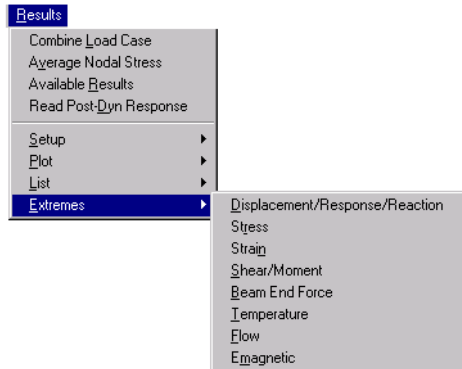 Results
Combine Load Case
Average Nodal Stress
Available Results
Read Post-Dyn Response
Setup
Plot
List
Extremes
Displacement/Response/Reaction
Stress
Strain
Shear/Moment
Beam End Force
Temperature
Flow
Emagnetic